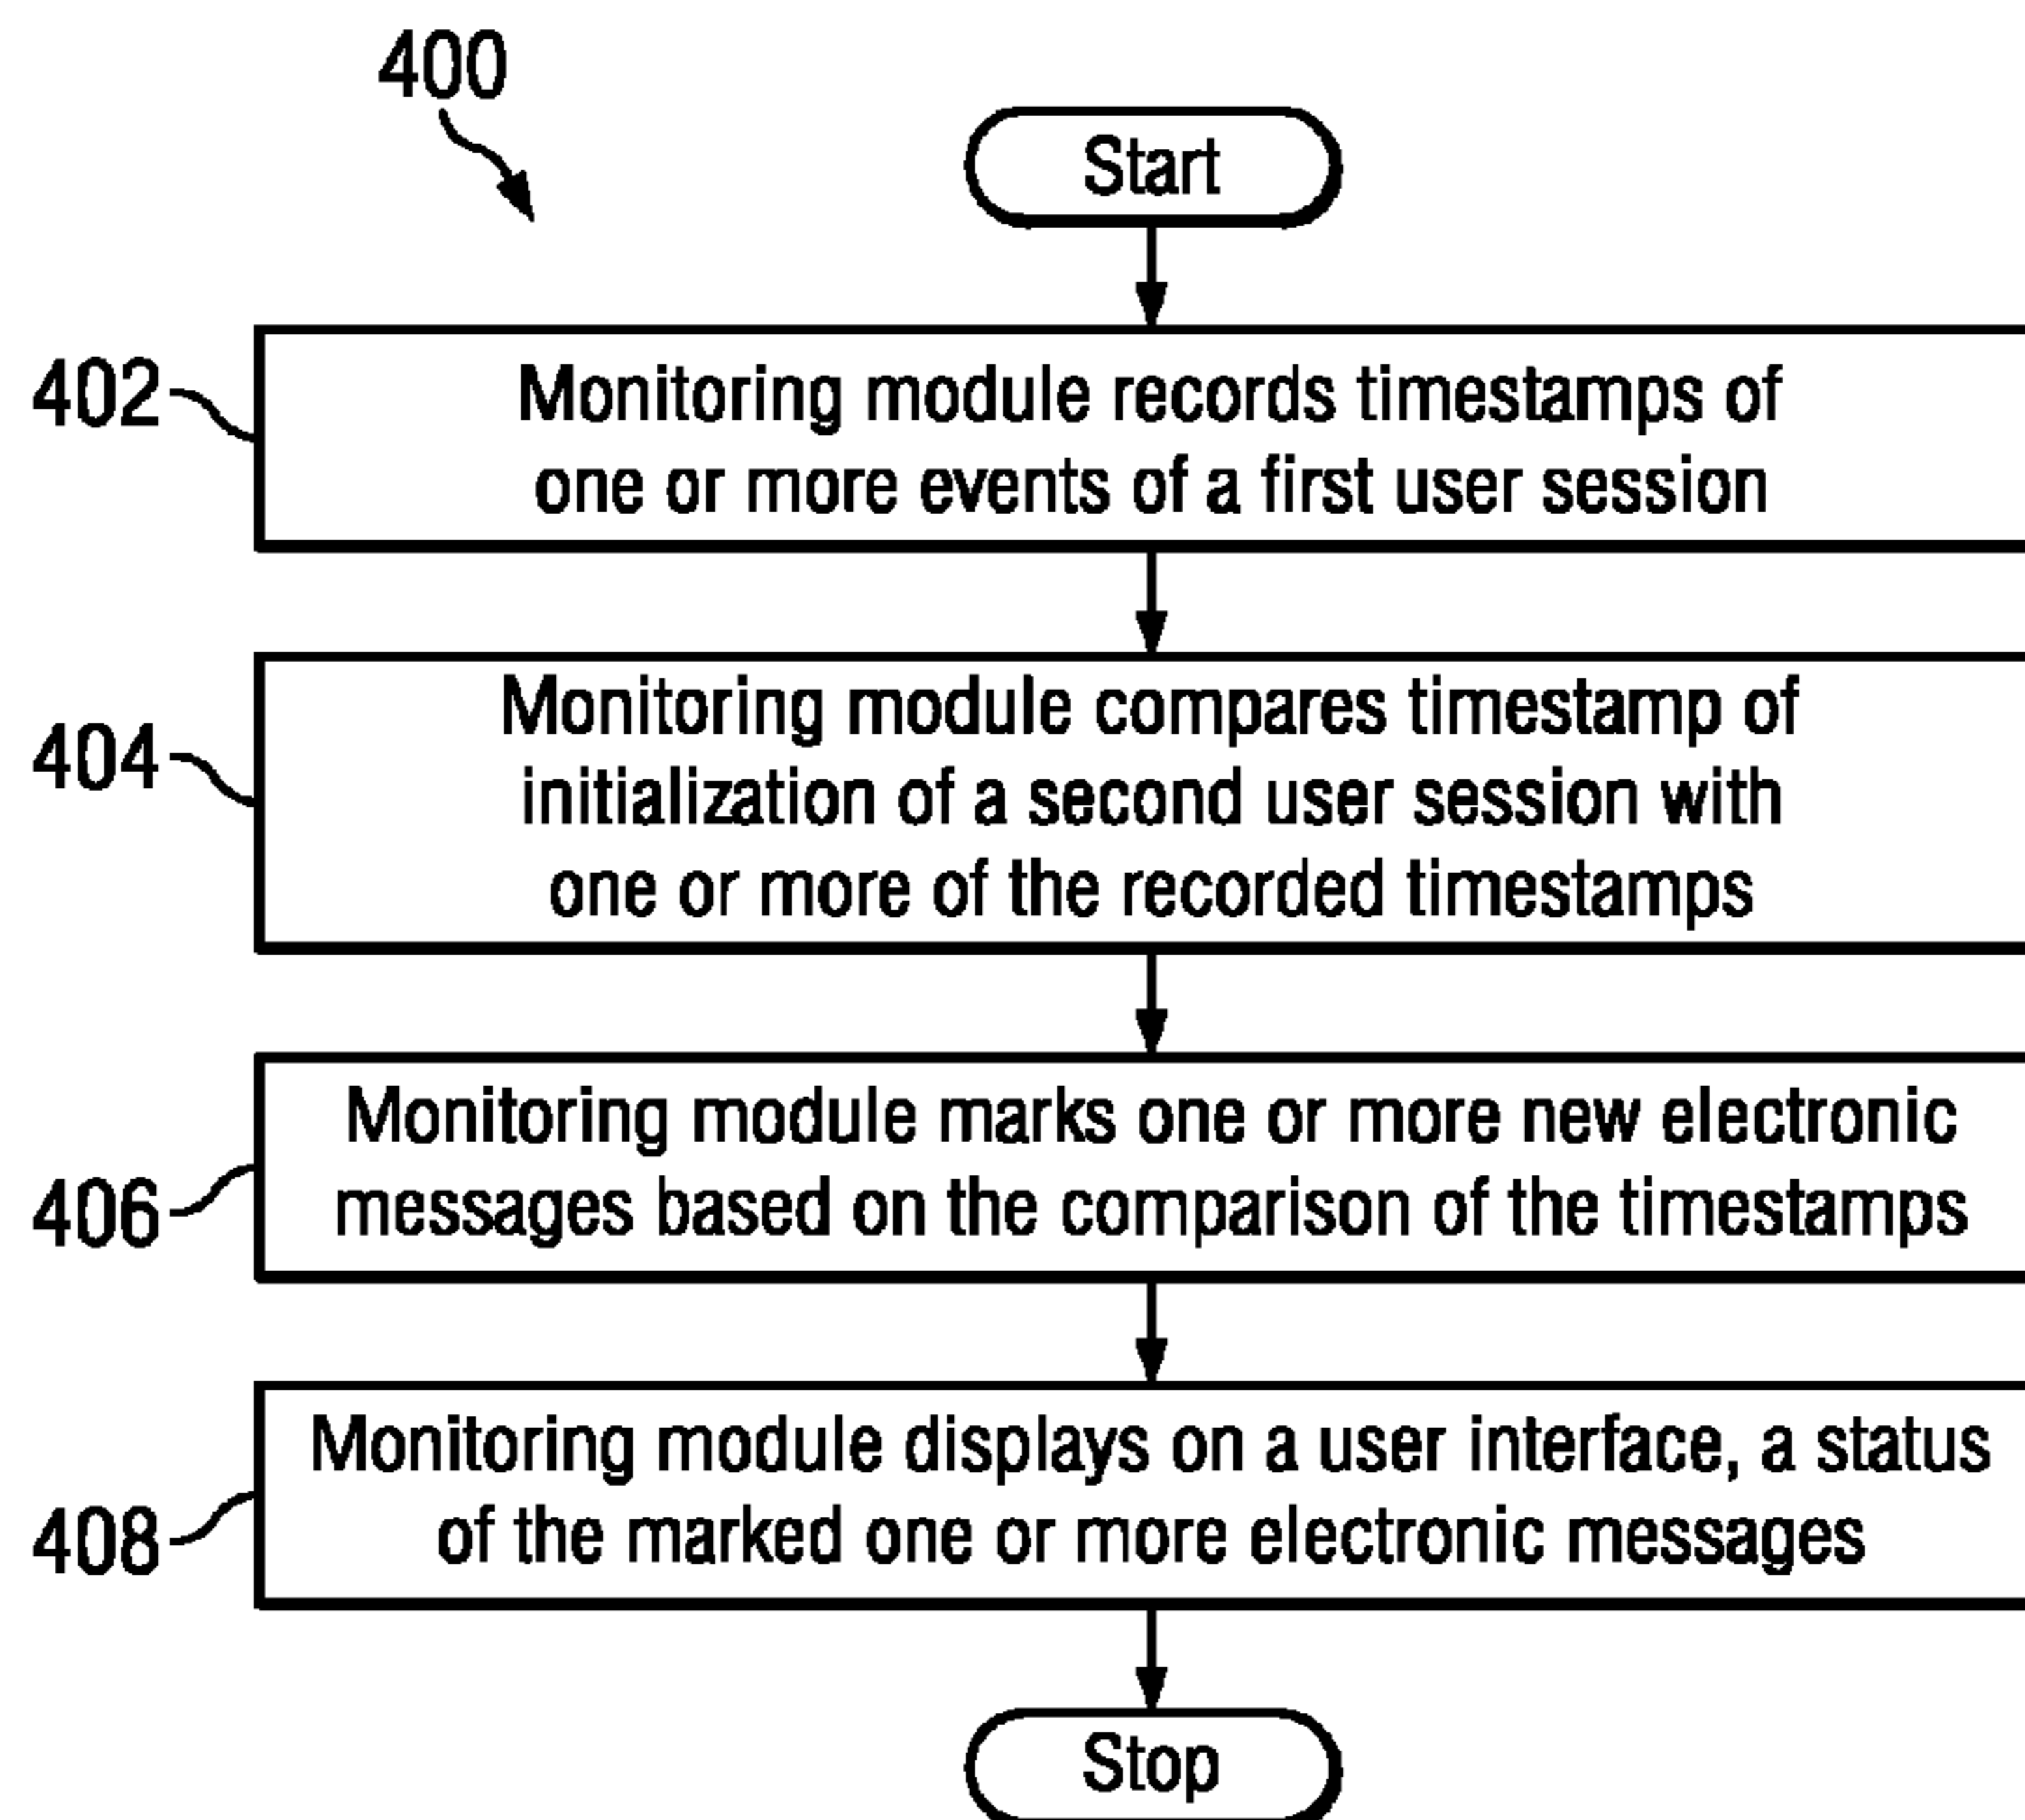 400
Start
402
Monitoring module records timestamps of
one or more events of a first user session
404
Monitoring module compares timestamp of
initialization of a second user session with
one or more of the recorded timestamps
406
Monitoring module marks one or more new electronic
messages based on the comparison of the timestamps
408
Monitoring module displays on a user interface, a status
of the marked one or more electronic messages
Stop